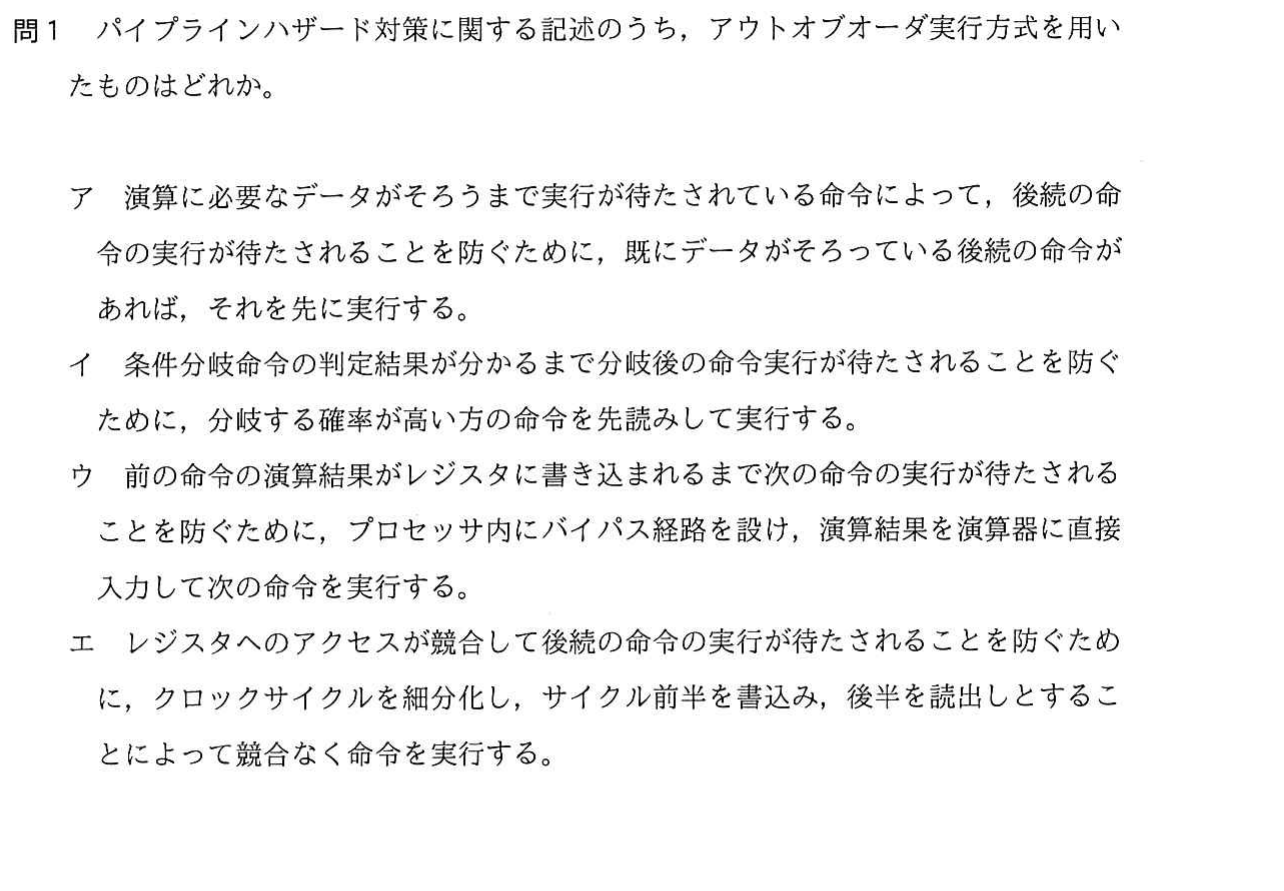 問1 パイプラインハザード対策に関する記述のうち，アウトオブオーダ実行方式を用い
たものはどれか。
ア 演算に必要なデータがそろうまで実行が待たされている命令によって，後続の命
令の実行が待たされることを防ぐために，既にデータがそろっている後続の命令が
あれば，それを先に実行する。
イ 条件分岐命令の判定結果が分かるまで分岐後の命令実行が待たされることを防ぐ
ために，分岐する確率が高い方の命令を先読みして実行する。
ウ 前の命令の演算結果がレジスタに書き込まれるまで次の命令の実行が待たされる
ことを防ぐために，プロセッサ内にバイパス経路を設け，演算結果を演算器に直接
入力して次の命令を実行する。
エ レジスタへのアクセスが競合して後続の命令の実行が待たされることを防ぐため
に，クロックサイクルを細分化し，サイクル前半を書込み，後半を読出しとするこ
とによって競合なく命令を実行する。